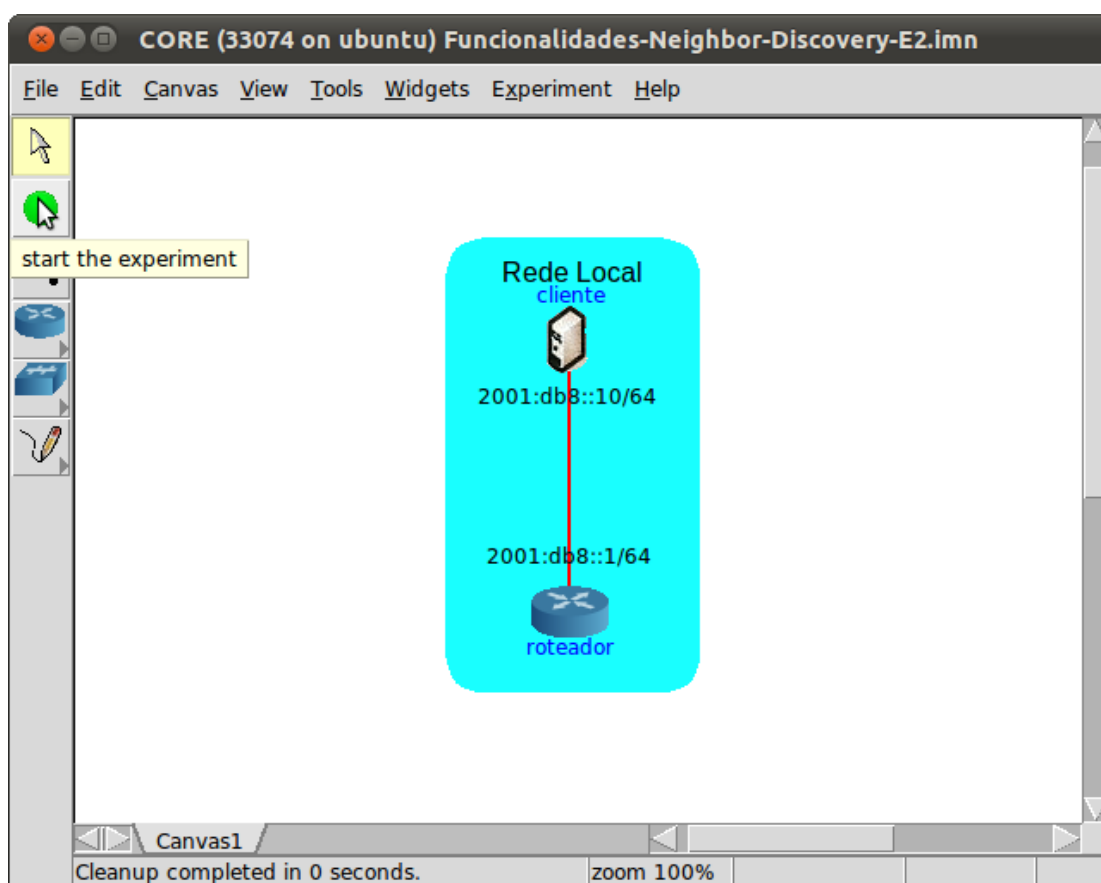 CORE (33074 on ubuntu) Funcionalidades-Neighbor-Discovery-E2.imn
File Edit Canvas View Tools Widgets Experiment Help
start the experiment
Rede Local
cliente
2001:db8::10/64
2001:db8::1/64
roteador
Canvas1
Cleanup completed in 0 seconds. zoom 100%